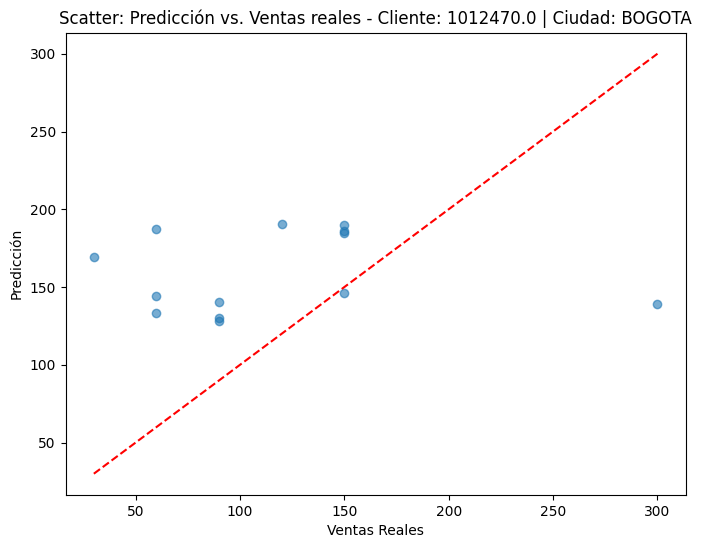 Scatter: Predicción vs. Ventas reales - Cliente: 1012470.0 | Ciudad: BOGOTA
300
250
200
150
100
50
Predicción
50 100 150 200 250 300
Ventas Reales